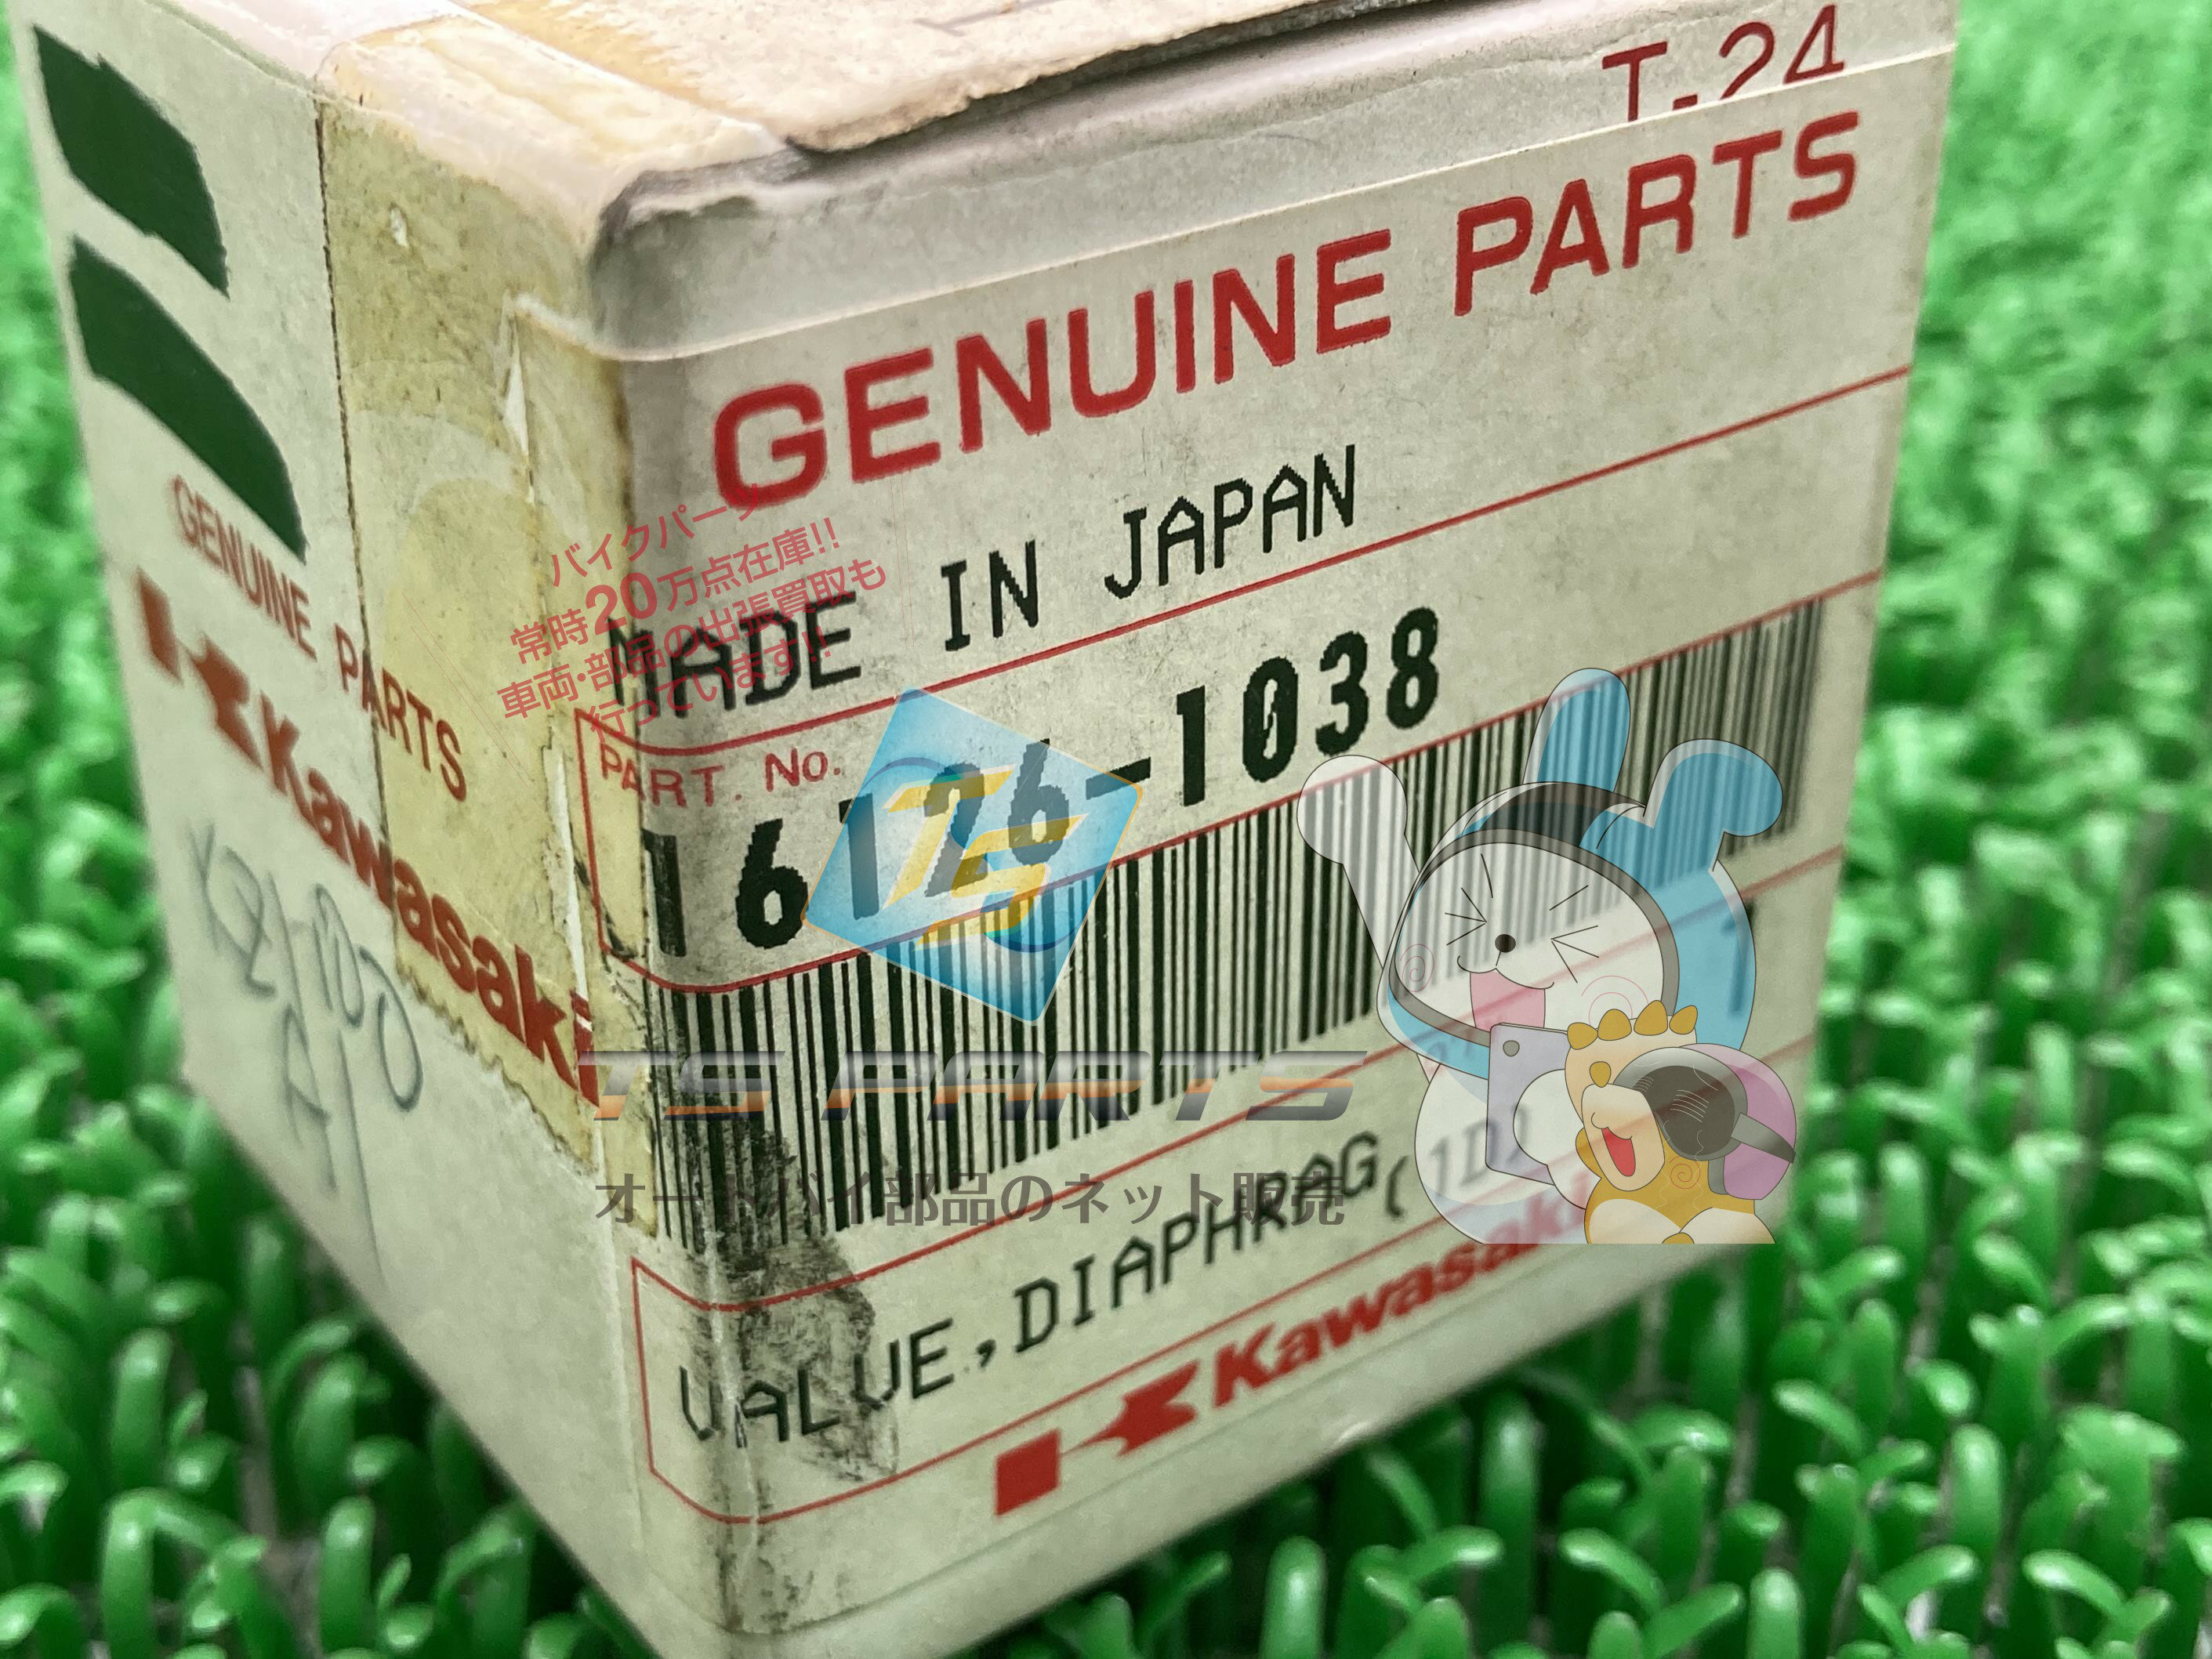 T-24
GENUINE PARTS
MADE IN JAPAN
PART. No.
16126-1038
VALVE,DIAPHRAG(1D)
Kawasaki
GENUINE PARTS
Kawasaki
バイクパーツ
常時20万点在庫!!
車両・部品の出張買取も
行っています!!
TS
TS PARTS
オートバイ部品のネット販売